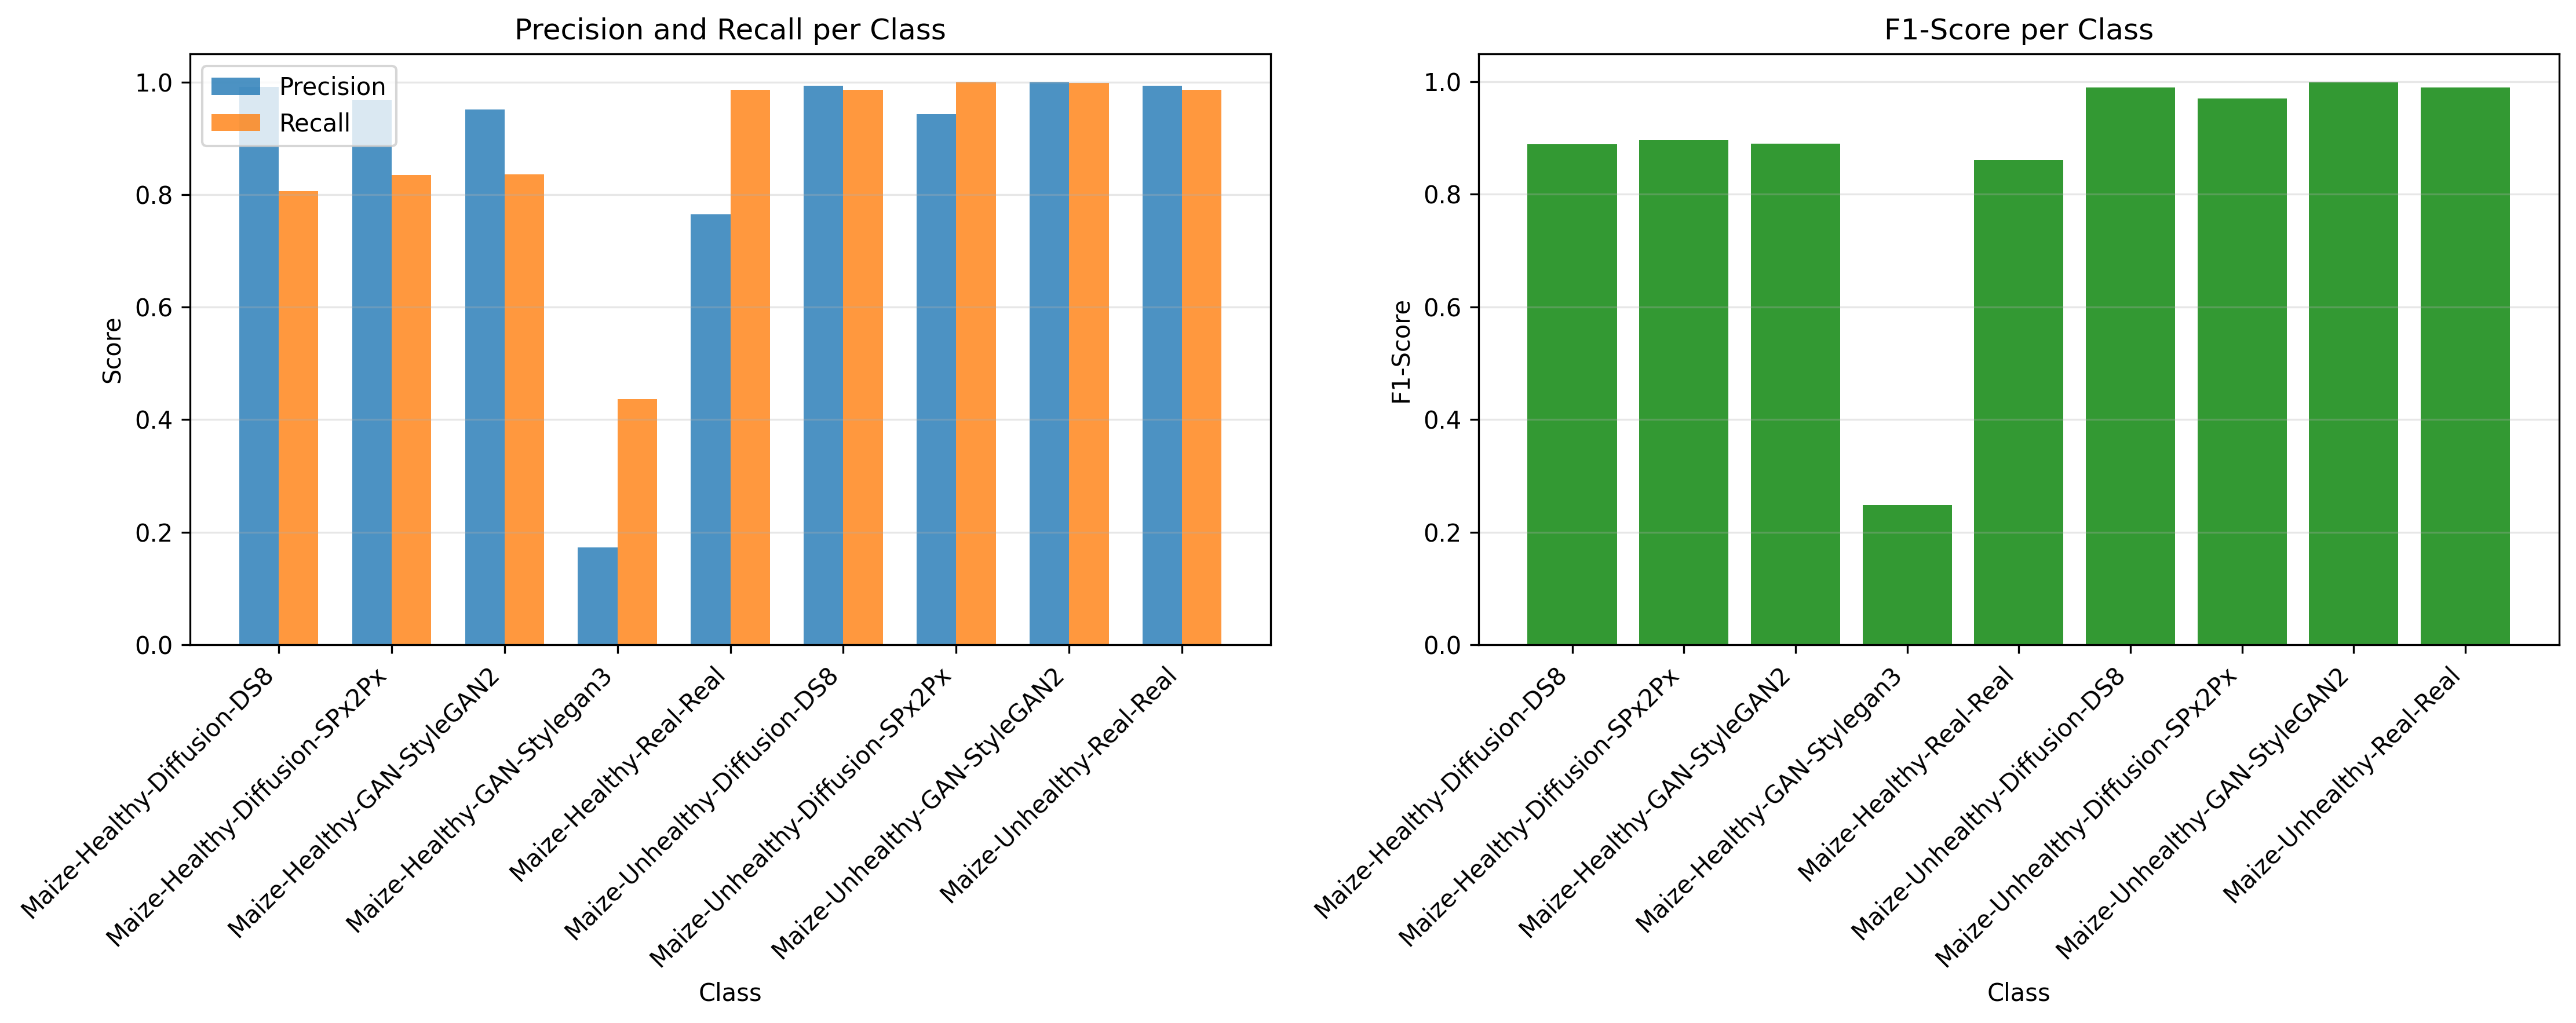 Precision and Recall per Class
Precision
Recall
1.0
0.8
0.6
0.4
0.2
0.0
Score
Maize-Healthy-Diffusion-DS8
Maize-Healthy-Diffusion-SPx2Px
Maize-Healthy-GAN-StyleGAN2
Maize-Healthy-GAN-Stylegan3
Maize-Healthy-Real-Real
Maize-Unhealthy-Diffusion-DS8
Maize-Unhealthy-Diffusion-SPx2Px
Maize-Unhealthy-GAN-StyleGAN2
Maize-Unhealthy-Real-Real
Class
F1-Score per Class
1.0
0.8
0.6
0.4
0.2
0.0
F1-Score
Maize-Healthy-Diffusion-DS8
Maize-Healthy-Diffusion-SPx2Px
Maize-Healthy-GAN-StyleGAN2
Maize-Healthy-GAN-Stylegan3
Maize-Healthy-Real-Real
Maize-Unhealthy-Diffusion-DS8
Maize-Unhealthy-Diffusion-SPx2Px
Maize-Unhealthy-GAN-StyleGAN2
Maize-Unhealthy-Real-Real
Class